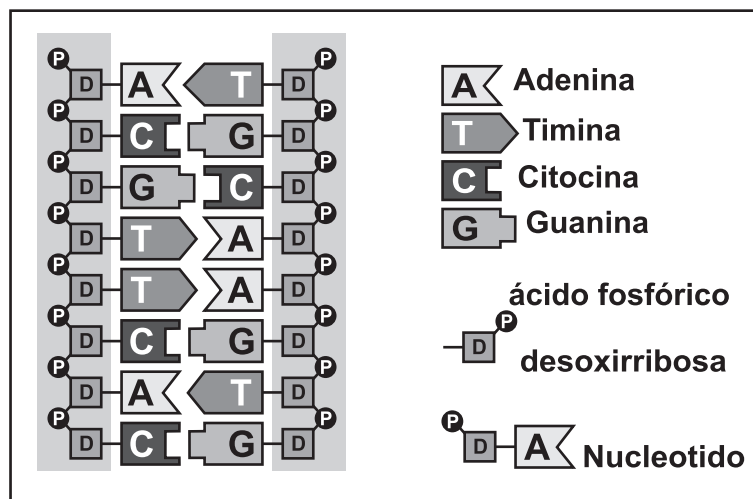 P P
D A T D
P P
D C G D
P P
D G C D
P P
D T A D
P P
D T A D
P P
D C G D
P P
D A T D
P P
D C G D
A Adenina
T Timina
C Citocina
G Guanina
ácido fosfórico
P
D
desoxirribosa
P
D A Nucleotido